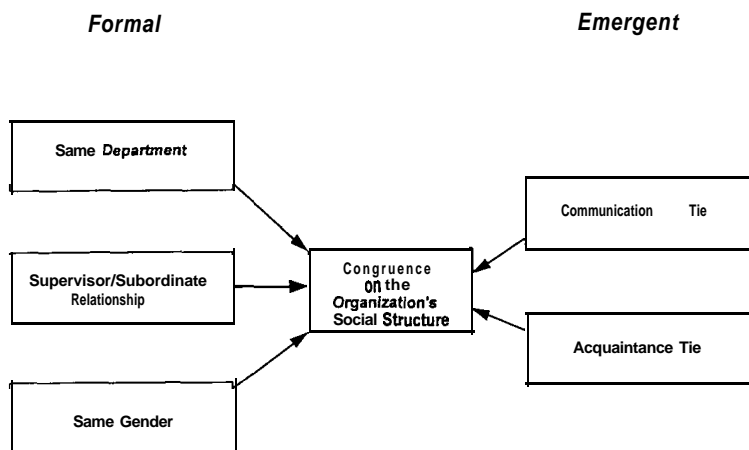 Formal
Emergent
Same Department
Supervisor/Subordinate
Relationship
Same Gender
Congruence
on the
Organization's
Social Structure
Communication Tie
Acquaintance Tie